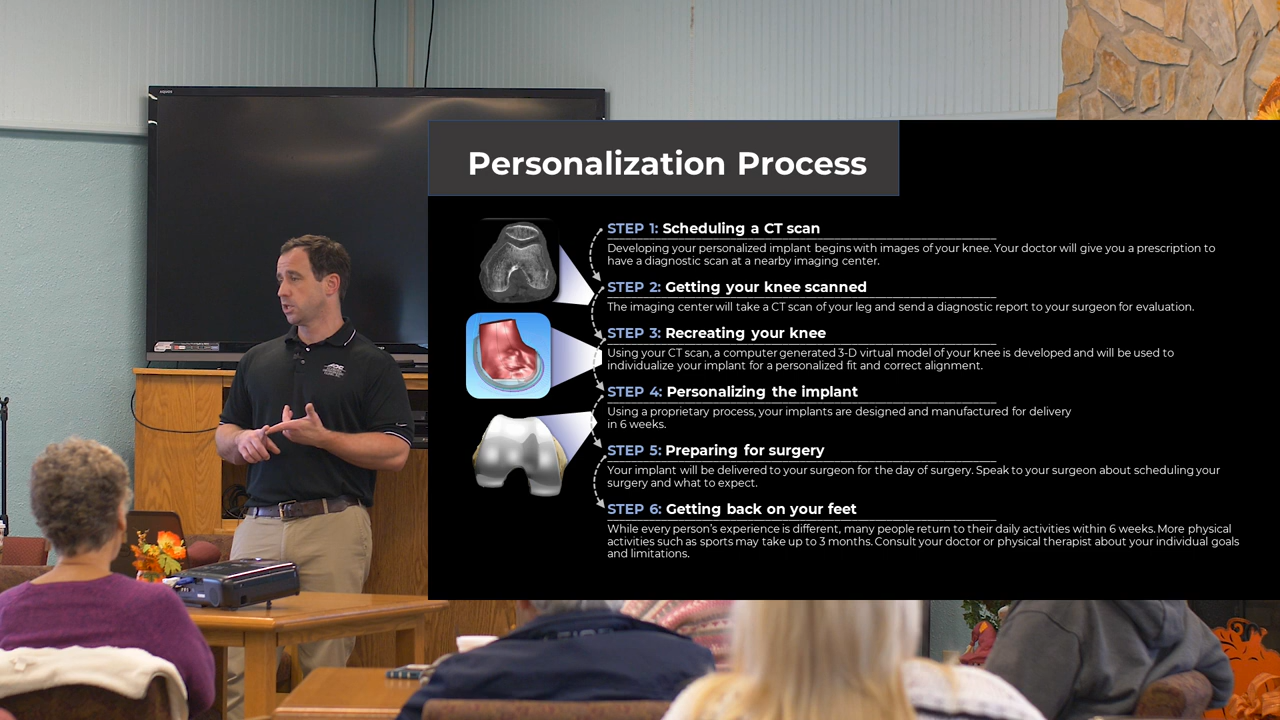 AQUOS
Personalization Process
STEP 1: Scheduling a CT scan
Developing your personalized implant begins with images of your knee. Your doctor will give you a prescription to
have a diagnostic scan at a nearby imaging center.
STEP 2: Getting your knee scanned
The imaging center will take a CT scan of your leg and send a diagnostic report to your surgeon for evaluation.
STEP 3: Recreating your knee
Using your CT scan, a computer generated 3-D virtual model of your knee is developed and will be used to
individualize your implant for a personalized fit and correct alignment.
STEP 4: Personalizing the implant
Using a proprietary process, your implants are designed and manufactured for delivery
in 6 weeks.
STEP 5: Preparing for surgery
Your implant will be delivered to your surgeon for the day of surgery. Speak to your surgeon about scheduling your
surgery and what to expect.
STEP 6: Getting back on your feet
While every person's experience is different, many people return to their daily activities within 6 weeks. More physical
activities such as sports may take up to 3 months. Consult your doctor or physical therapist about your individual goals
and limitations.